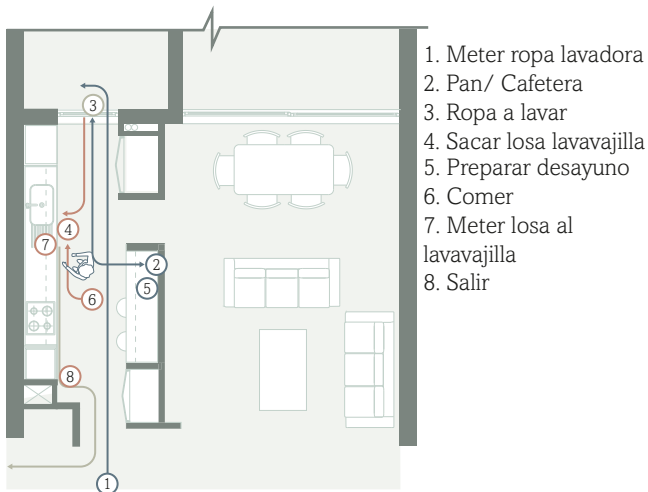 1. Meter ropa lavadora
2. Pan/ Cafetera
3. Ropa a lavar
4. Sacar losa lavavajilla
5. Preparar desayuno
6. Comer
7. Meter losa al
lavavajilla
8. Salir
3
4
7
2
5
6
8
1